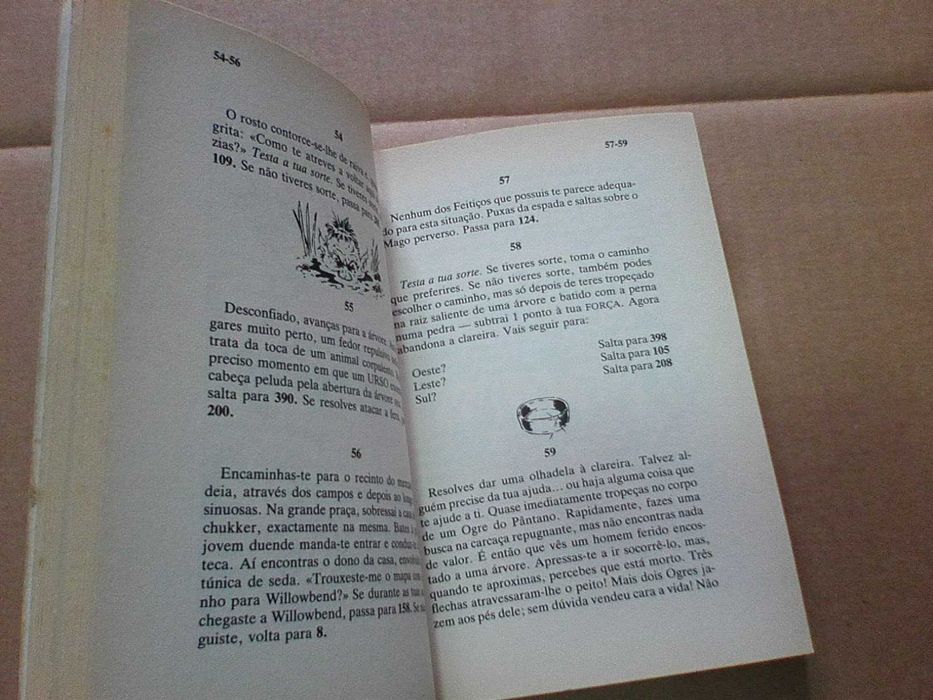 54-56
54
O rosto contorce-se-lhe de raiva e
grita: «Como te atreves a voltar aqui
zias?» Testa a tua sorte. Se tiveres sorte,
109. Se não tiveres sorte, passa para
55
Desconfiado, avanças para a árvore.
gares muito perto, um fedor repulsivo
trata da toca de um animal corpulento.
preciso momento em que um URSO
cabeça peluda pela abertura da árvore
salta para 390. Se resolves atacar a fera,
200.
56
Encaminhas-te para o recinto do
deia, através dos campos e depois ao
sinuosas. Na grande praça, sobressai a casa
chukker, exactamente na mesma. Bates à
jovem duende manda-te entrar e
teca. Aí encontras o dono da casa,
túnica de seda. «Trouxeste-me o mapa
nho para Willowbend?» Se durante as tuas
chegaste a Willowbend, passa para 158. Se
guiste, volta para 8.
57-59
57
Nenhum dos Feitiços que possuis te parece adequa-
do para esta situação. Puxas da espada e saltas sobre o
Mago perverso. Passa para 124.
58
Testa a tua sorte. Se tiveres sorte, toma o caminho
que preferires. Se não tiveres sorte, também podes
escolher o caminho, mas só depois de teres tropeçado
na raiz saliente de uma árvore e batido com a perna
numa pedra — subtrai 1 ponto à tua FORÇA. Agora
abandona a clareira. Vais seguir para:
Oeste? Salta para 398
Leste? Salta para 105
Sul? Salta para 208
59
Resolves dar uma olhadela à clareira. Talvez al-
guém precise da tua ajuda... ou haja alguma coisa que
te ajude a ti. Quase imediatamente tropeças no corpo
de um Ogre do Pântano. Rapidamente, fazes uma
busca na carcaça repugnante, mas não encontras nada
de valor. É então que vês um homem ferido encos-
tado a uma árvore. Apressas-te a ir socorrê-lo, mas,
quando te aproximas, percebes que está morto. Três
flechas atravessaram-lhe o peito! Mais dois Ogres ja-
zem aos pés dele; sem dúvida vendeu cara a vida! Não